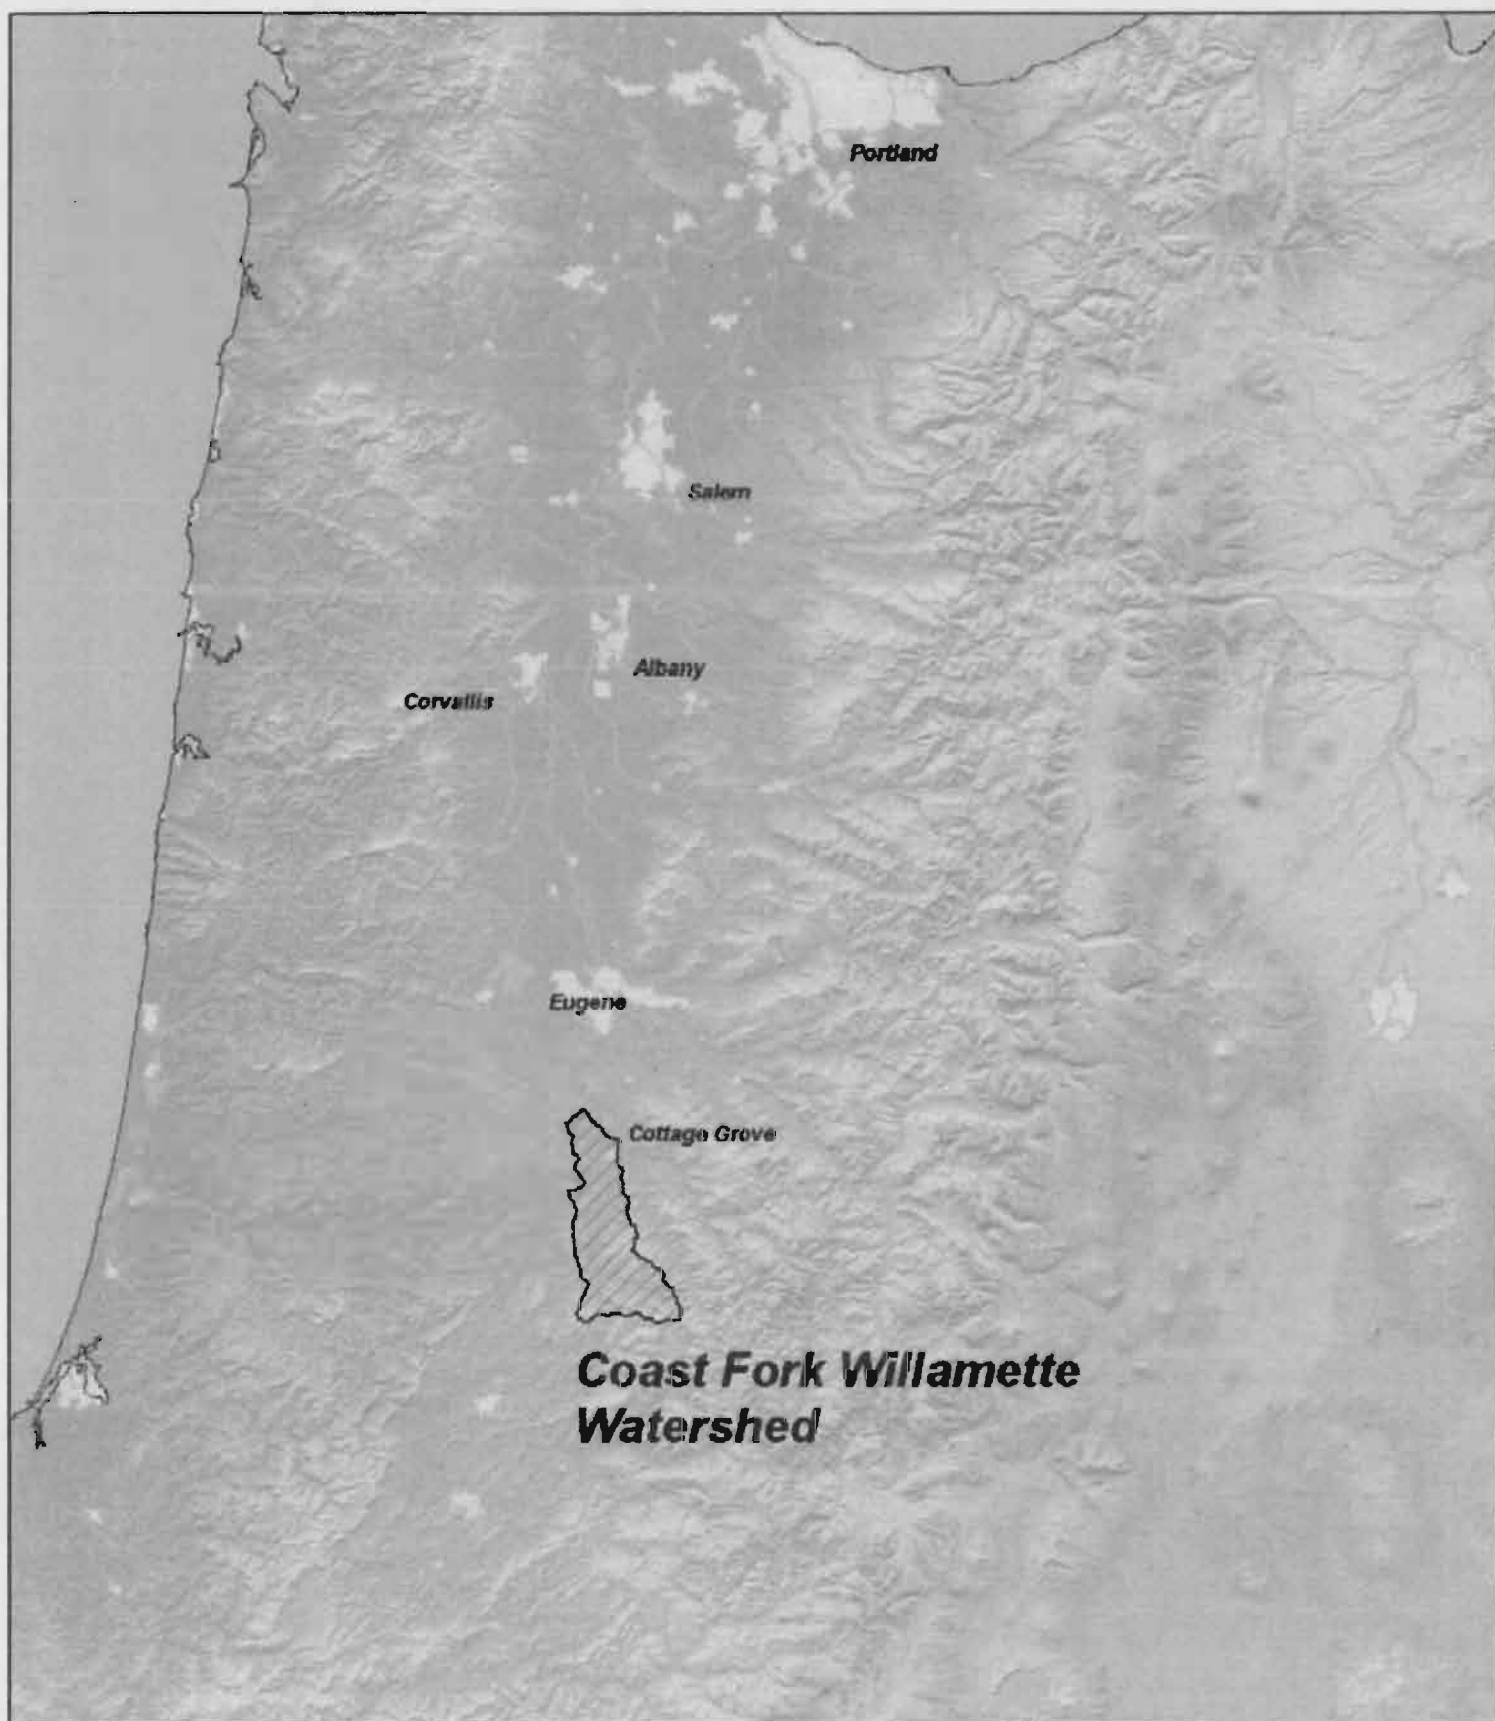 Portland
Salem
Albany
Corvallis
Eugene
Cottage Grove
Coast Fork Willamette
Watershed